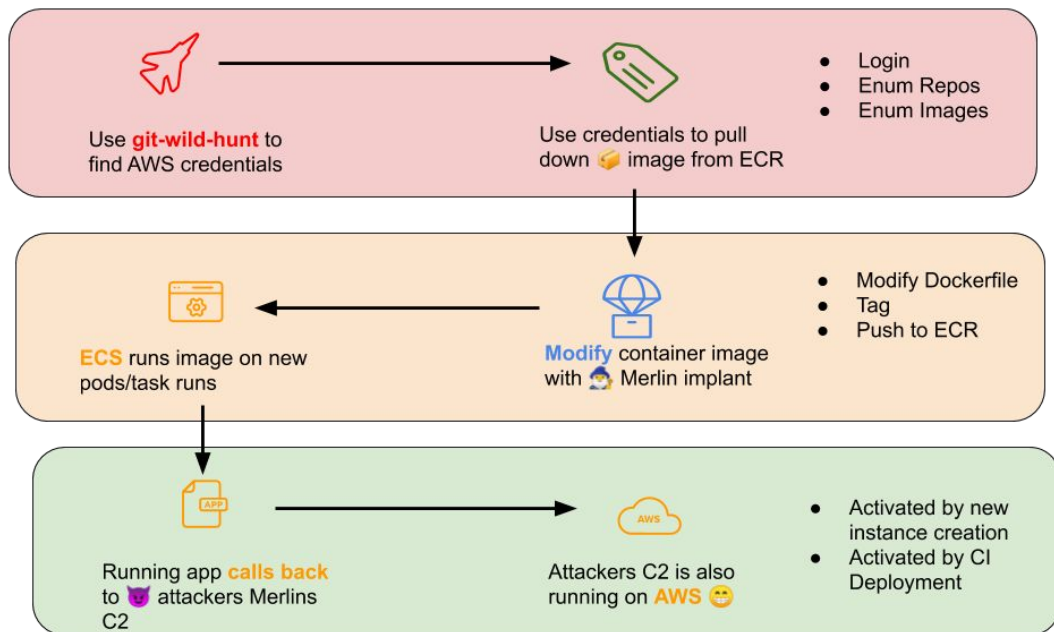 Use git-wild-hunt to
find AWS credentials
Use credentials to pull
down 📦 image from ECR
● Login
● Enum Repos
● Enum Images
ECS runs image on new
pods/task runs
Modify container image
with 🧙‍♂️ Merlin implant
● Modify Dockerfile
● Tag
● Push to ECR
APP
Running app calls back
to 😈 attackers Merlins
C2
AWS
Attackers C2 is also
running on AWS 😁
● Activated by new
instance creation
● Activated by CI
Deployment